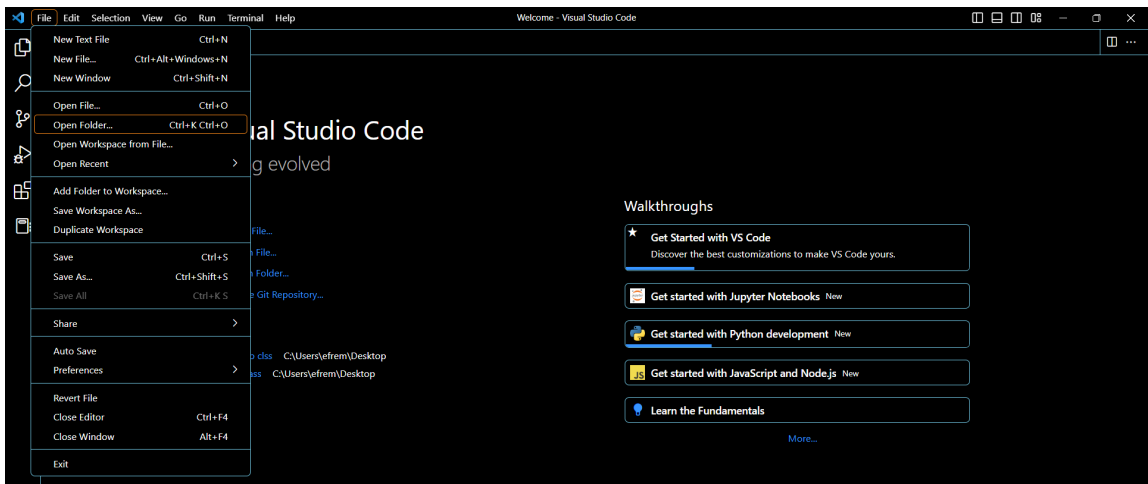 File Edit Selection View Go Run Terminal Help
Welcome - Visual Studio Code
New Text File Ctrl+N
New File... Ctrl+Alt+Windows+N
New Window Ctrl+Shift+N
Open File... Ctrl+O
Open Folder... Ctrl+K Ctrl+O
Open Workspace from File...
Open Recent
Add Folder to Workspace...
Save Workspace As...
Duplicate Workspace
Save Ctrl+S
Save As... Ctrl+Shift+S
Save All Ctrl+K S
Share
Auto Save
Preferences
Revert File
Close Editor Ctrl+F4
Close Window Alt+F4
Exit
ual Studio Code
g evolved
File...
File...
Folder...
Git Repository...
clss C:\Users\efrem\Desktop
ass C:\Users\efrem\Desktop
Walkthroughs
Get Started with VS Code
Discover the best customizations to make VS Code yours.
Get started with Jupyter Notebooks New
Get started with Python development New
JS Get started with JavaScript and Node.js New
Learn the Fundamentals
More...